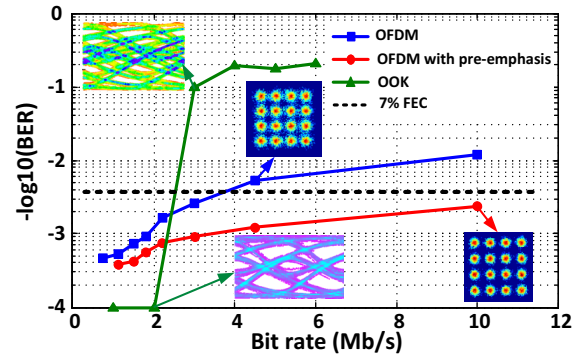 0
-1
-2
-3
-4
-log10(BER)
OFDM
OFDM with pre-emphasis
OOK
7% FEC
0 2 4 6 8 10 12
Bit rate (Mb/s)